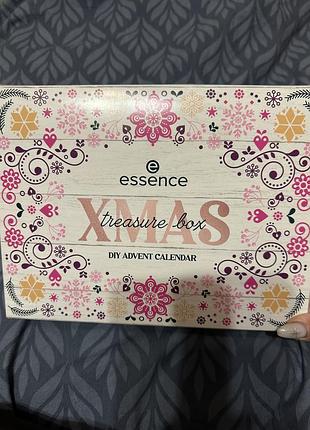 essence
XMAS
treasure box
DIY ADVENT CALENDAR